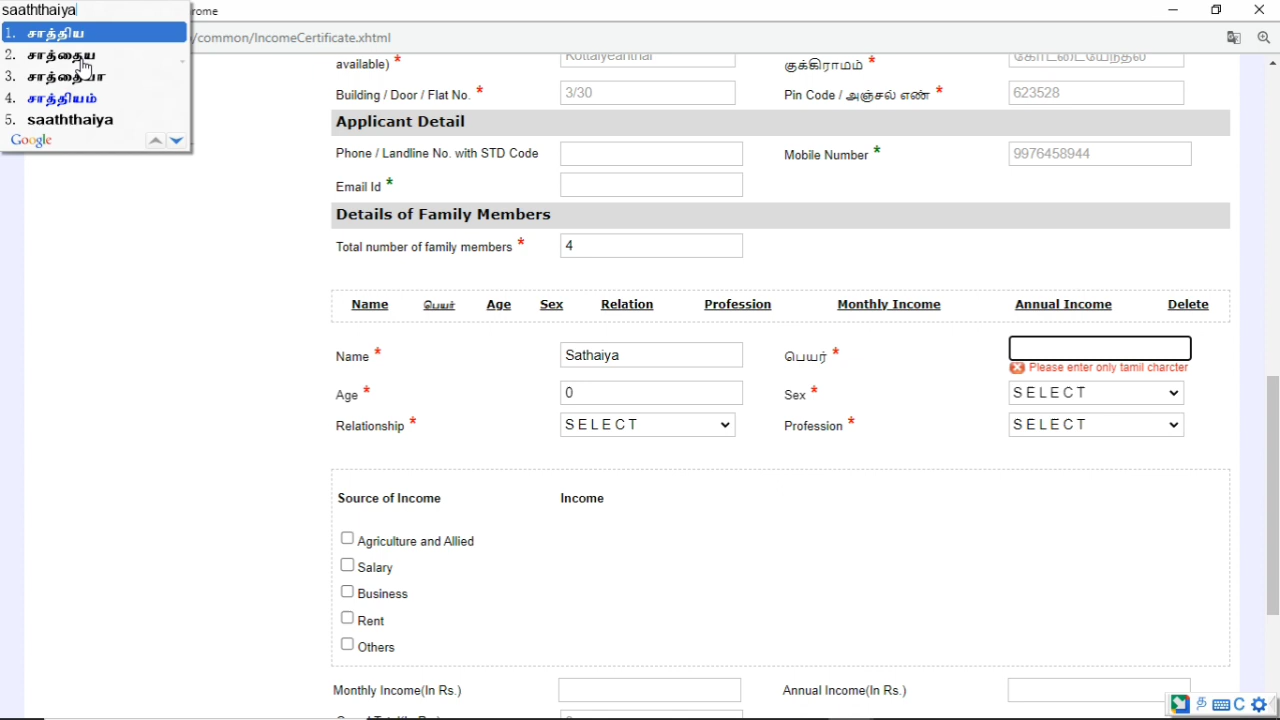 saaththaiya
rome
1. சாத்திய
/common/IncomeCertificate.xhtml
2. சாத்தைய
3. சாத்தையா
4. சாத்தியம்
5. saaththaiya
Google
available) *
Kottaiyeanthal
குக்கிராமம் *
கோட்டையேந்தல்
Building / Door / Flat No. * 3/30 Pin Code / அஞ்சல் எண் * 623528
Applicant Detail
Phone / Landline No. with STD Code Mobile Number * 9976458944
Email Id *
Details of Family Members
Total number of family members * 4
Name பெயர் Age Sex Relation Profession Monthly Income Annual Income Delete
Name * Sathaiya பெயர் *
Please enter only tamil charcter
Age * 0 Sex * SELECT
Relationship * SELECT Profession * SELECT
Source of Income Income
Agriculture and Allied
Salary
Business
Rent
Others
Monthly Income(In Rs.) Annual Income(In Rs.)
த